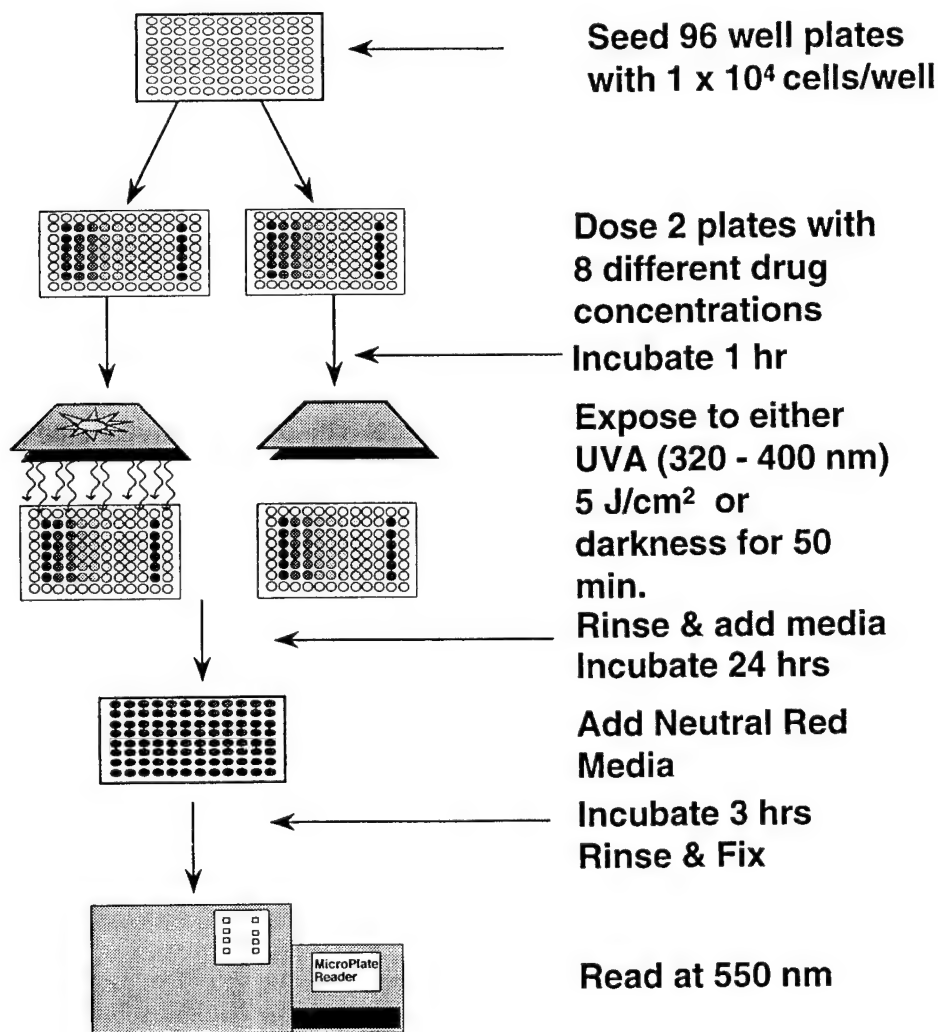 Seed 96 well plates
with 1 x 10⁴ cells/well
Dose 2 plates with
8 different drug
concentrations
Incubate 1 hr
Expose to either
UVA (320 - 400 nm)
5 J/cm² or
darkness for 50
min.
Rinse & add media
Incubate 24 hrs
Add Neutral Red
Media
Incubate 3 hrs
Rinse & Fix
MicroPlate
Reader
Read at 550 nm